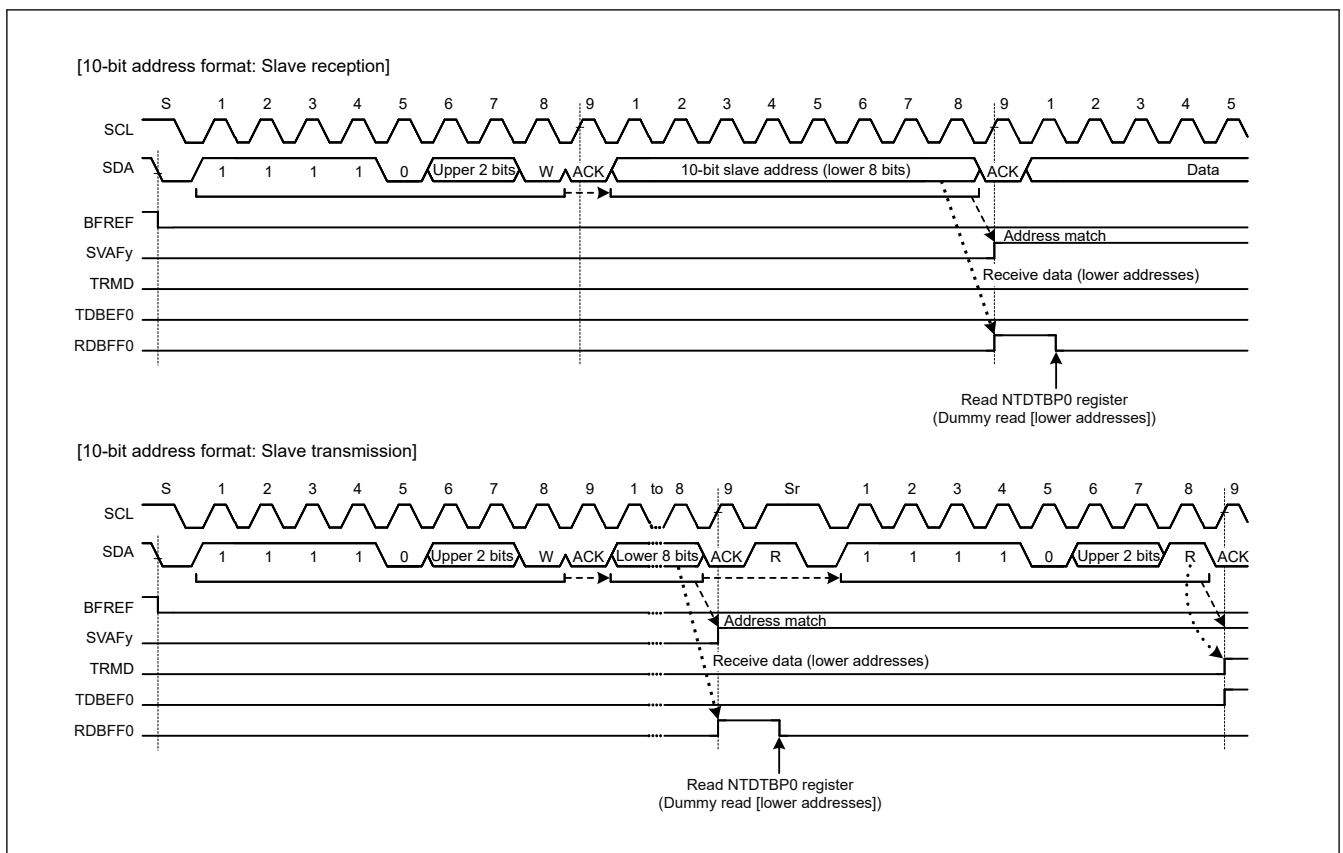 [10-bit address format: Slave reception]
S 1 2 3 4 5 6 7 8 9 1 2 3 4 5 6 7 8 9 1 2 3 4 5
SCL
SDA 1 1 1 1 0 Upper 2 bits W ACK 10-bit slave address (lower 8 bits) ACK Data
BFREF
Address match
SVAFy
Receive data (lower addresses)
TRMD
TDBEF0
RDBFF0
Read NTDTBP0 register
(Dummy read [lower addresses])
[10-bit address format: Slave transmission]
S 1 2 3 4 5 6 7 8 9 1 to 8 9 Sr 1 2 3 4 5 6 7 8 9
SCL
SDA 1 1 1 1 0 Upper 2 bits W ACK Lower 8 bits ACK R 1 1 1 1 0 Upper 2 bits R ACK
BFREF
Address match
SVAFy
Receive data (lower addresses)
TRMD
TDBEF0
RDBFF0
Read NTDTBP0 register
(Dummy read [lower addresses])